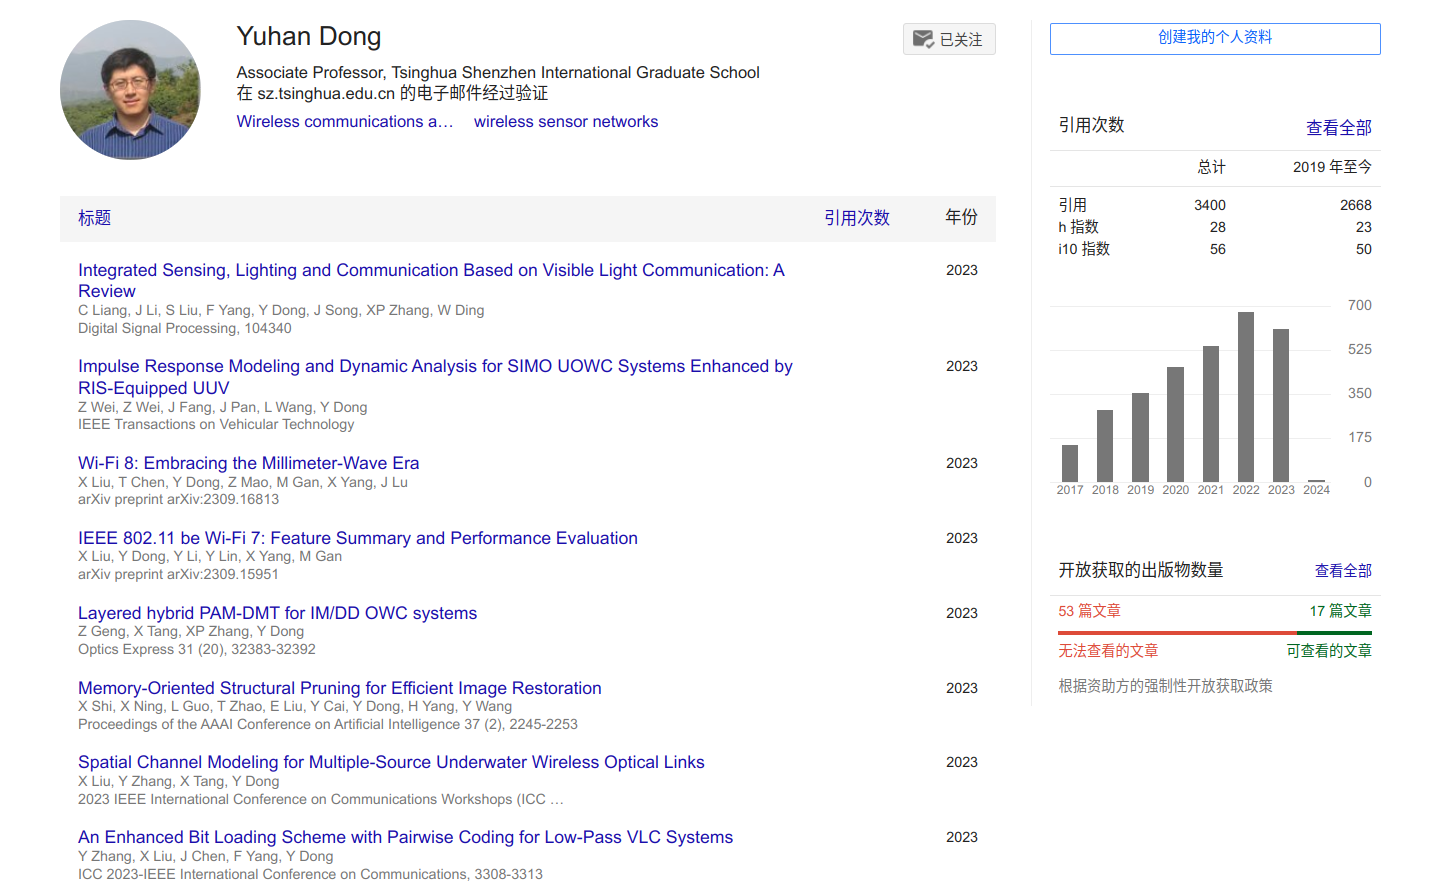 Yuhan Dong
已关注
Associate Professor, Tsinghua Shenzhen International Graduate School
在 sz.tsinghua.edu.cn 的电子邮件经过验证
Wireless communications a… wireless sensor networks
标题 引用次数 年份
Integrated Sensing, Lighting and Communication Based on Visible Light Communication: A 2023
Review
C Liang, J Li, S Liu, F Yang, Y Dong, J Song, XP Zhang, W Ding
Digital Signal Processing, 104340
Impulse Response Modeling and Dynamic Analysis for SIMO UOWC Systems Enhanced by 2023
RIS-Equipped UUV
Z Wei, Z Wei, J Fang, J Pan, L Wang, Y Dong
IEEE Transactions on Vehicular Technology
Wi-Fi 8: Embracing the Millimeter-Wave Era 2023
X Liu, T Chen, Y Dong, Z Mao, M Gan, X Yang, J Lu
arXiv preprint arXiv:2309.16813
IEEE 802.11 be Wi-Fi 7: Feature Summary and Performance Evaluation 2023
X Liu, Y Dong, Y Li, Y Lin, X Yang, M Gan
arXiv preprint arXiv:2309.15951
Layered hybrid PAM-DMT for IM/DD OWC systems 2023
Z Geng, X Tang, XP Zhang, Y Dong
Optics Express 31 (20), 32383-32392
Memory-Oriented Structural Pruning for Efficient Image Restoration 2023
X Shi, X Ning, L Guo, T Zhao, E Liu, Y Cai, Y Dong, H Yang, Y Wang
Proceedings of the AAAI Conference on Artificial Intelligence 37 (2), 2245-2253
Spatial Channel Modeling for Multiple-Source Underwater Wireless Optical Links 2023
X Liu, Y Zhang, X Tang, Y Dong
2023 IEEE International Conference on Communications Workshops (ICC …
An Enhanced Bit Loading Scheme with Pairwise Coding for Low-Pass VLC Systems 2023
Y Zhang, X Liu, J Chen, F Yang, Y Dong
ICC 2023-IEEE International Conference on Communications, 3308-3313
创建我的个人资料
引用次数 查看全部
总计 2019 年至今
引用 3400 2668
h 指数 28 23
i10 指数 56 50
700
525
350
175
0
2017 2018 2019 2020 2021 2022 2023 2024
开放获取的出版物数量 查看全部
53 篇文章 17 篇文章
无法查看的文章 可查看的文章
根据资助方的强制性开放获取政策